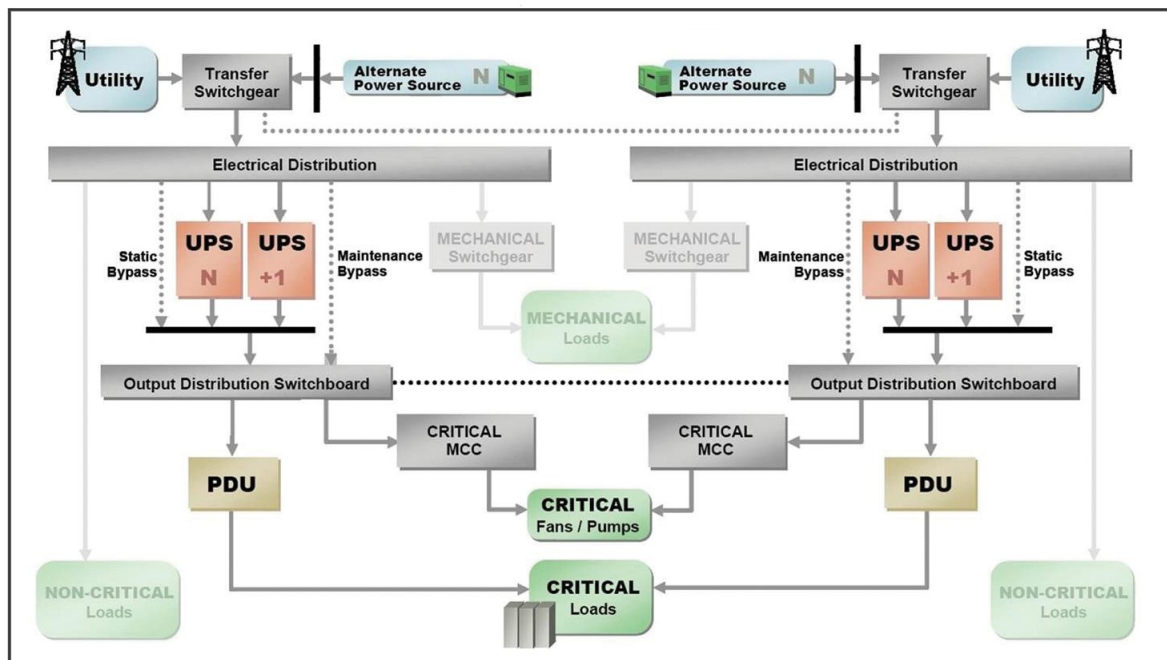 Utility
Transfer
Switchgear
Alternate
Power Source
N
Alternate
Power Source
N
Transfer
Switchgear
Utility
Electrical Distribution
Electrical Distribution
Static
Bypass
UPS
N
UPS
+1
Maintenance
Bypass
MECHANICAL
Switchgear
MECHANICAL
Switchgear
Maintenance
Bypass
UPS
N
UPS
+1
Static
Bypass
MECHANICAL
Loads
Output Distribution Switchboard
Output Distribution Switchboard
CRITICAL
MCC
CRITICAL
MCC
PDU
PDU
CRITICAL
Fans / Pumps
NON-CRITICAL
Loads
CRITICAL
Loads
NON-CRITICAL
Loads